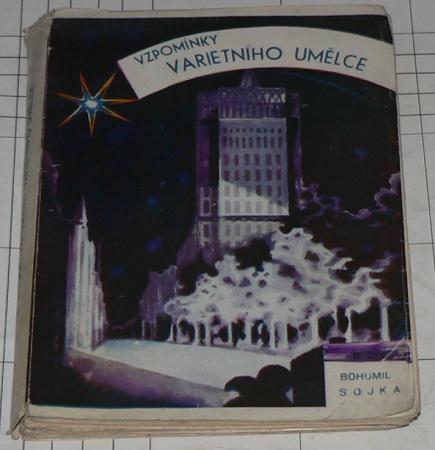 VZPOMÍNKY
VARIETNÍHO UMĚLCE
BOHUMIL
SOJKA